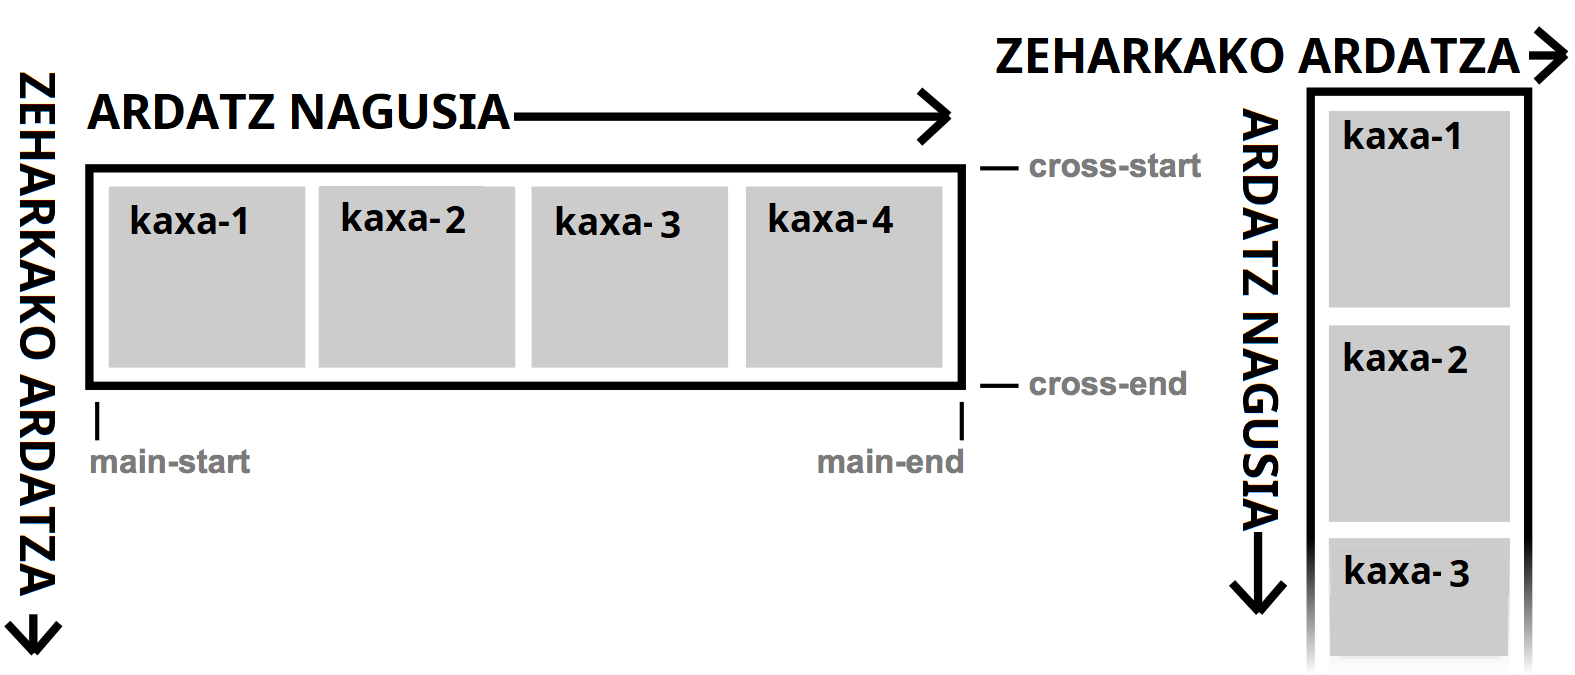 ZEHARKAKO ARDATZA
ARDATZ NAGUSIA
kaxa-1
kaxa-2
kaxa-3
kaxa-4
cross-start
cross-end
main-start
main-end
ZEHARKAKO ARDATZA
ARDATZ NAGUSIA
kaxa-1
kaxa-2
kaxa-3